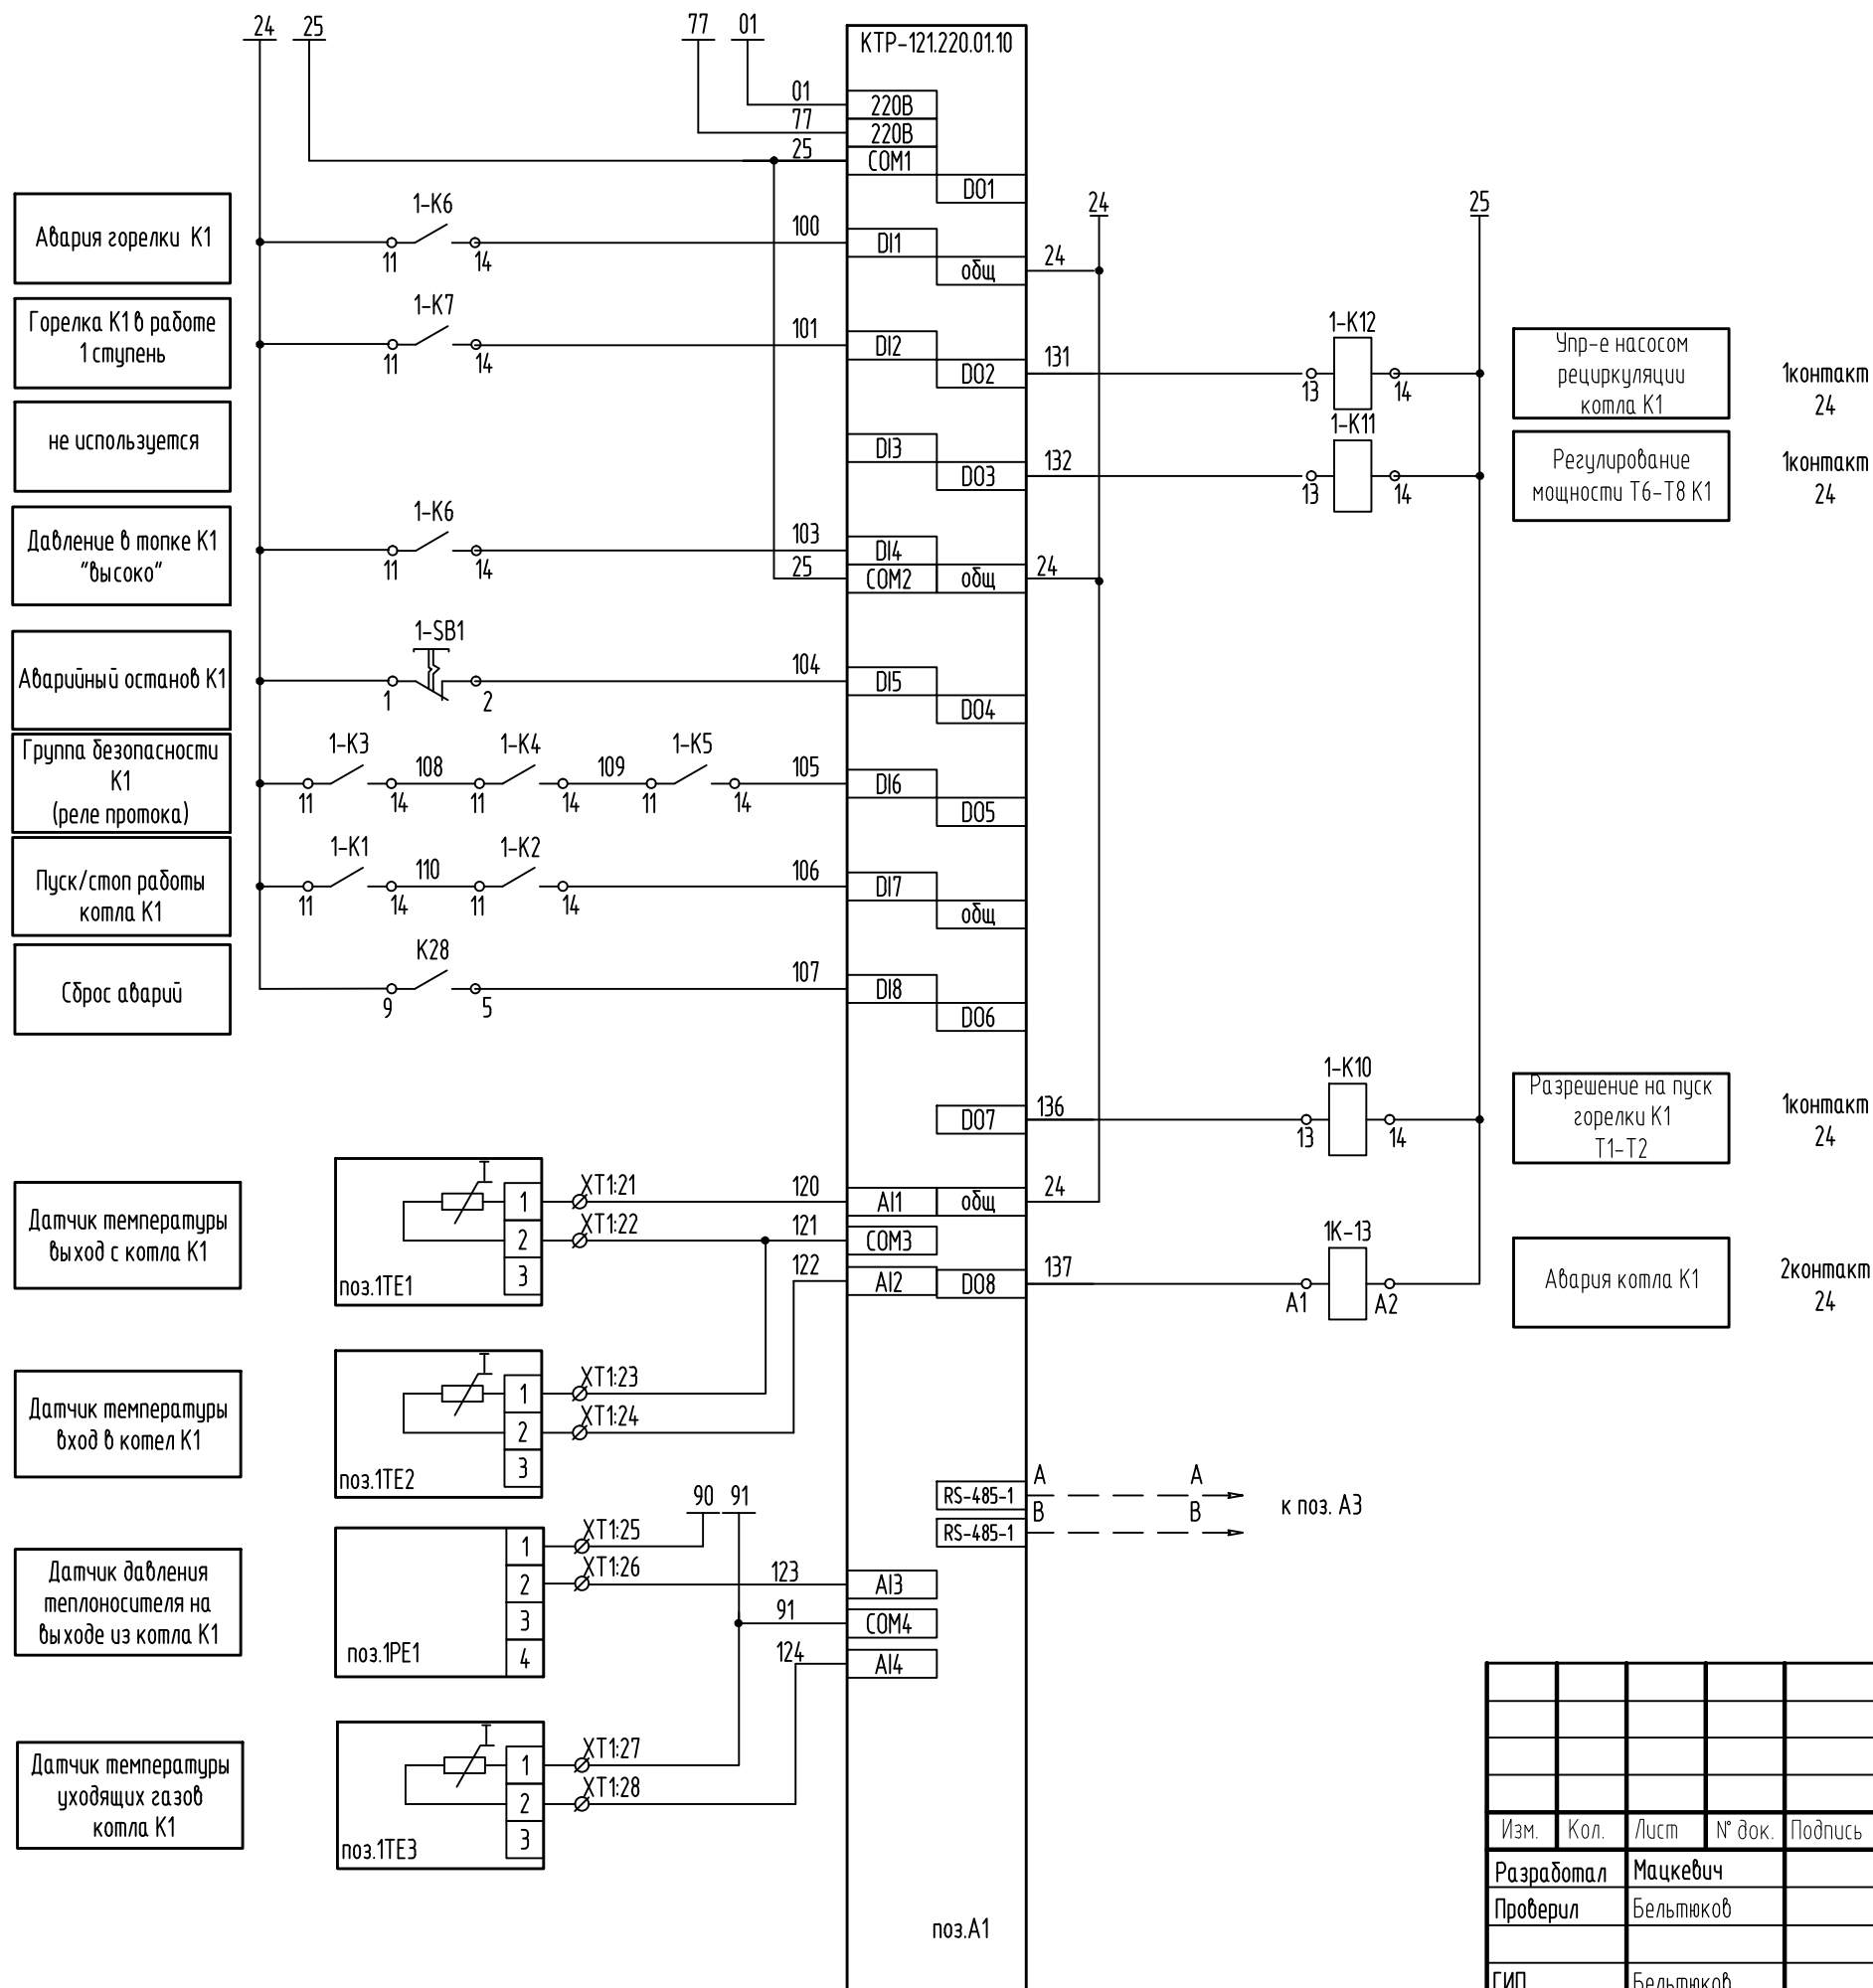 24 25 77 01
КТР-121.220.01.10
01 220В
77 220В
25 COM1
DO1
24 25
Авария горелки К1
1-К6
11 14
100 DI1
общ 24
Горелка К1 в работе
1 ступень
1-К7
11 14
101 DI2
DO2 131
1-К12
13 14
Упр-е насосом
рециркуляции
котла К1
1контакт
24
не используется
DI3
DO3 132
1-К11
13 14
Регулирование
мощности Т6-Т8 К1
1контакт
24
Давление в топке К1
"высоко"
1-К6
11 14
103 DI4
25 COM2 общ 24
Аварийный останов К1
1-SB1
1 2
104 DI5
DO4
Группа безопасности
К1
(реле протока)
1-К3 1-К4 1-К5
11 14 108 11 14 109 11 14
105 DI6
DO5
Пуск/стоп работы
котла К1
1-К1 1-К2
11 14 110 11 14
106 DI7
общ
Сброс аварий
К28
9 5
107 DI8
DO6
DO7 136
1-К10
13 14
Разрешение на пуск
горелки К1
Т1-Т2
1контакт
24
Датчик температуры
выход с котла К1
поз.1ТЕ1
1 2 3
XT1:21
XT1:22
120 AI1 общ 24
121 COM3
122 AI2 DO8 137
1К-13
А1 А2
Авария котла К1
2контакт
24
Датчик температуры
вход в котел К1
поз.1ТЕ2
1 2 3
XT1:23
XT1:24
RS-485-1 A A
RS-485-1 B B
к поз. А3
90 91
Датчик давления
теплоносителя на
выходе из котла К1
поз.1РЕ1
1 2 3 4
XT1:25
XT1:26
123 AI3
91 COM4
124 AI4
Датчик температуры
уходящих газов
котла К1
поз.1ТЕ3
1 2 3
XT1:27
XT1:28
поз.А1
Изм. Кол. Лист N° док. Подпись
Разработал Мацкевич
Проверил Бельтюков
ГИП Бельтюков